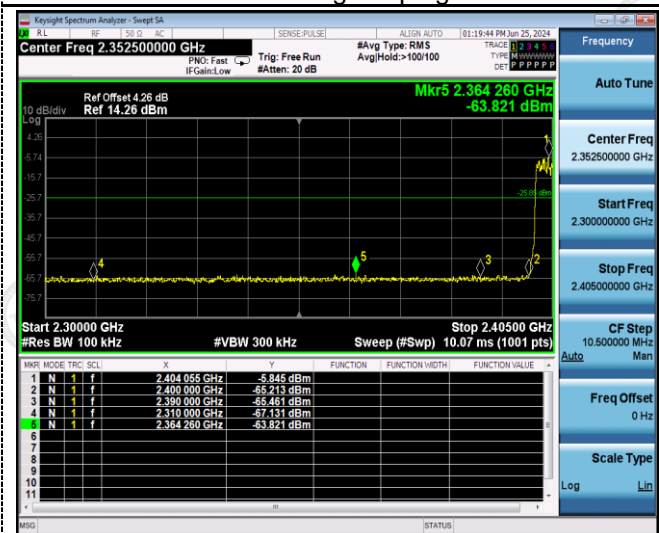 Keysight Spectrum Analyzer - Swept SA
RL RF 50 Ω AC SENSE:PULSE ALIGN AUTO 01:19:44 PM Jun 25, 2024
Center Freq 2.352500000 GHz
PNO: Fast
IFGain:Low
Trig: Free Run
#Atten: 20 dB
#Avg Type: RMS
Avg|Hold:>100/100
TRACE 1 2 3 4 5 6
TYPE M W W W W W
DET P P P P P P
Ref Offset 4.26 dB
10 dB/div Ref 14.26 dBm
Log
Mkr5 2.364 260 GHz
-63.821 dBm
4.26
-5.74
-15.7
-25.7
-35.7
-45.7
-55.7
-65.7
-75.7
1
4
5
3
2
Start 2.30000 GHz Stop 2.40500 GHz
#Res BW 100 kHz #VBW 300 kHz Sweep (#Swp) 10.07 ms (1001 pts)
MKR MODE TRC SCL X Y FUNCTION FUNCTION WIDTH FUNCTION VALUE
1 N 1 f 2.404 055 GHz -5.845 dBm
2 N 1 f 2.400 000 GHz -65.213 dBm
3 N 1 f 2.390 000 GHz -65.461 dBm
4 N 1 f 2.310 000 GHz -67.131 dBm
5 N 1 f 2.364 260 GHz -63.821 dBm
6
7
8
9
10
11
MSG STATUS
Frequency
Auto Tune
Center Freq
2.352500000 GHz
Start Freq
2.300000000 GHz
Stop Freq
2.405000000 GHz
CF Step
10.500000 MHz
Auto Man
Freq Offset
0 Hz
Scale Type
Log Lin